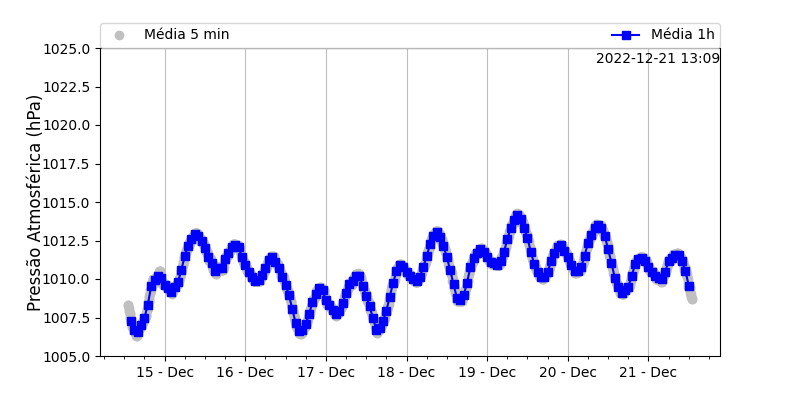 Média 5 min
Média 1h
2022-12-21 13:09
Pressão Atmosférica (hPa)
1025.0
1022.5
1020.0
1017.5
1015.0
1012.5
1010.0
1007.5
1005.0
15 - Dec
16 - Dec
17 - Dec
18 - Dec
19 - Dec
20 - Dec
21 - Dec